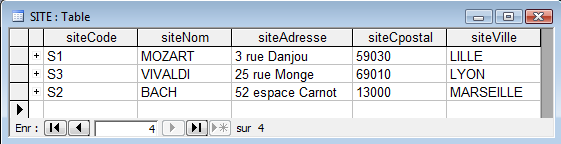 SITE : Table
siteCode siteNom siteAdresse siteCpostal siteVille
+ S1 MOZART 3 rue Danjou 59030 LILLE
+ S3 VIVALDI 25 rue Monge 69010 LYON
+ S2 BACH 52 espace Carnot 13000 MARSEILLE
Enr : 4 sur 4